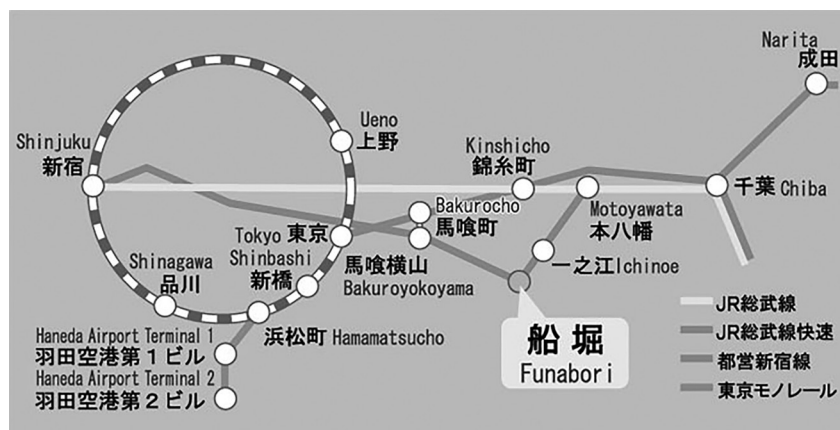 Narita
成田
Ueno
上野
Shinjuku
新宿
Kinshicho
錦糸町
千葉 Chiba
Bakurocho
馬喰町
Motoyawata
本八幡
Tokyo 東京
Shinbashi
新橋
Shinagawa
品川
馬喰横山
Bakuroyokoyama
一之江 Ichinoe
浜松町 Hamamatsucho
Haneda Airport Terminal 1
羽田空港第1ビル
Haneda Airport Terminal 2
羽田空港第2ビル
船堀
Funabori
JR総武線
JR総武線快速
都営新宿線
東京モノレール